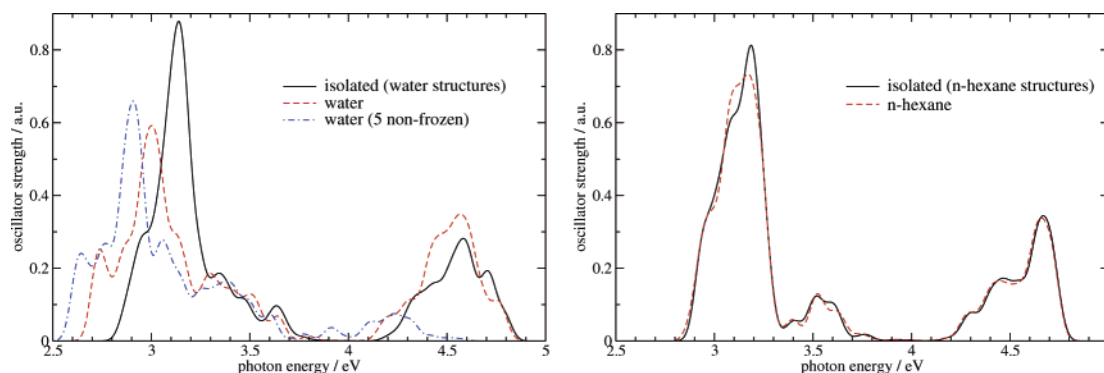 0.8
0.6
0.4
0.2
0
oscillator strength / a.u.
isolated (water structures)
water
water (5 non-frozen)
2.5 3 3.5 4 4.5 5
photon energy / eV
0.8
0.6
0.4
0.2
0
oscillator strength / a.u.
isolated (n-hexane structures)
n-hexane
2.5 3 3.5 4 4.5
photon energy / eV